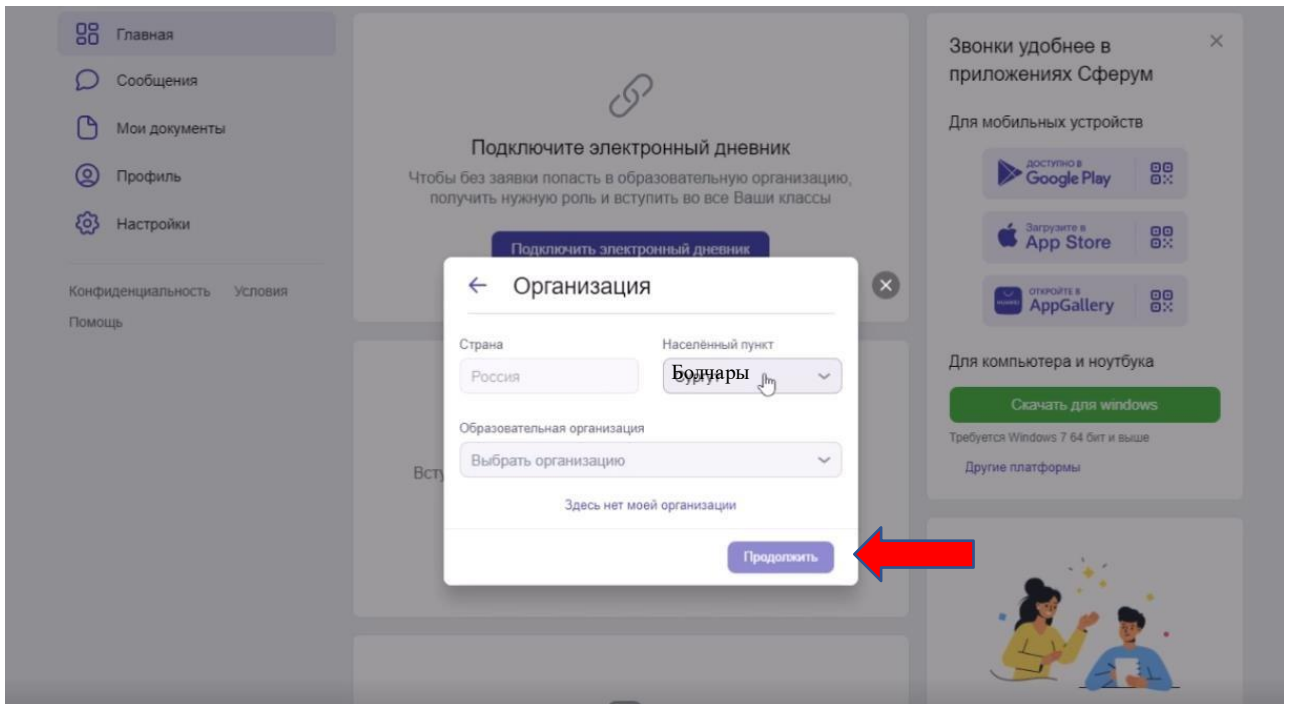 Главная
Сообщения
Мои документы
Профиль
Настройки
Конфиденциальность Условия
Помощь
Подключите электронный дневник
Чтобы без заявки попасть в образовательную организацию,
получить нужную роль и вступить во все Ваши классы
Подключить электронный дневник
Организация
Страна
Населённый пункт
Россия
Болчары
Образовательная организация
Выбрать организацию
Здесь нет моей организации
Продолжить
Звонки удобнее в
приложениях Сферум
Для мобильных устройств
ДОСТУПНО В
Google Play
Загрузите в
App Store
ОТКРОЙТЕ В
AppGallery
Для компьютера и ноутбука
Скачать для windows
Требуется Windows 7 64 бит и выше
Другие платформы